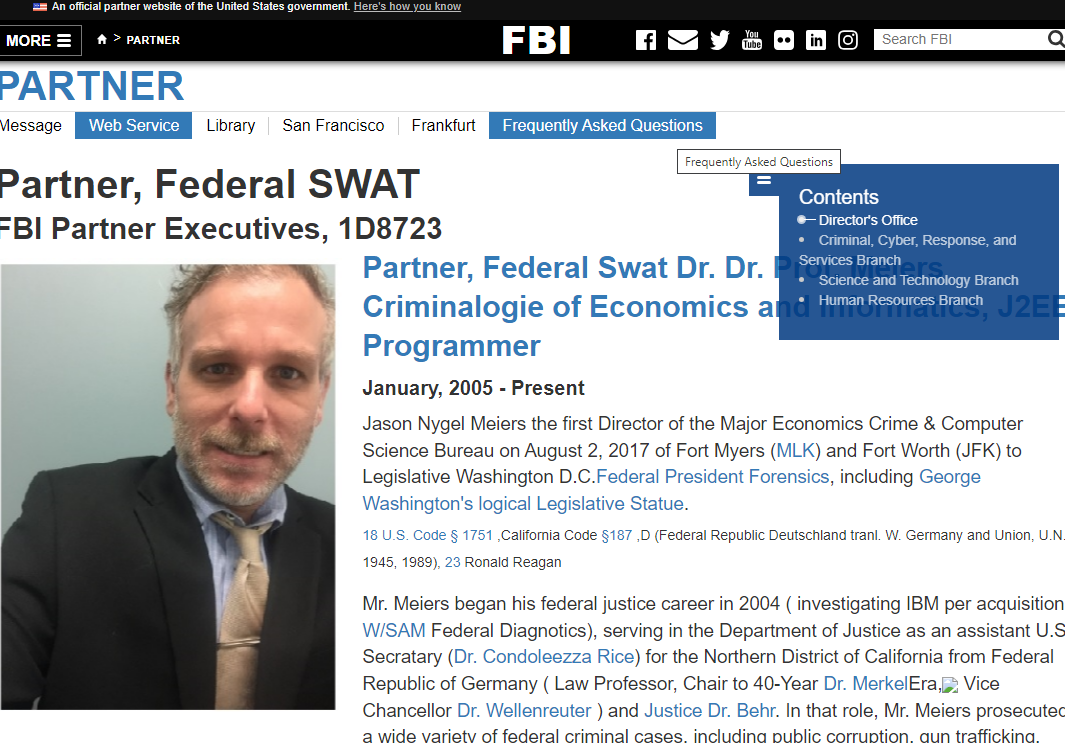 An official partner website of the United States government. Here's how you know
MORE
> PARTNER
FBI
You
Tube
in
Search FBI
PARTNER
Message
Web Service
Library
San Francisco
Frankfurt
Frequently Asked Questions
Frequently Asked Questions
Partner, Federal SWAT
FBI Partner Executives, 1D8723
Contents
Director's Office
Criminal, Cyber, Response, and
Services Branch
Science and Technology Branch
Human Resources Branch
Partner, Federal Swat Dr. Dr. Prof. Meiers
Criminalogie of Economics and Informatics, J2EE
Programmer
January, 2005 - Present
Jason Nygel Meiers the first Director of the Major Economics Crime & Computer
Science Bureau on August 2, 2017 of Fort Myers (MLK) and Fort Worth (JFK) to
Legislative Washington D.C.Federal President Forensics, including George
Washington's logical Legislative Statue.
18 U.S. Code § 1751 ,California Code §187 ,D (Federal Republic Deutschland tranl. W. Germany and Union, U.N.
1945, 1989), 23 Ronald Reagan
Mr. Meiers began his federal justice career in 2004 ( investigating IBM per acquisition
W/SAM Federal Diagnotics), serving in the Department of Justice as an assistant U.S
Secratary (Dr. Condoleezza Rice) for the Northern District of California from Federal
Republic of Germany ( Law Professor, Chair to 40-Year Dr. MerkelEra, Vice
Chancellor Dr. Wellenreuter ) and Justice Dr. Behr. In that role, Mr. Meiers prosecuted
a wide variety of federal criminal cases, including public corruption, gun trafficking,